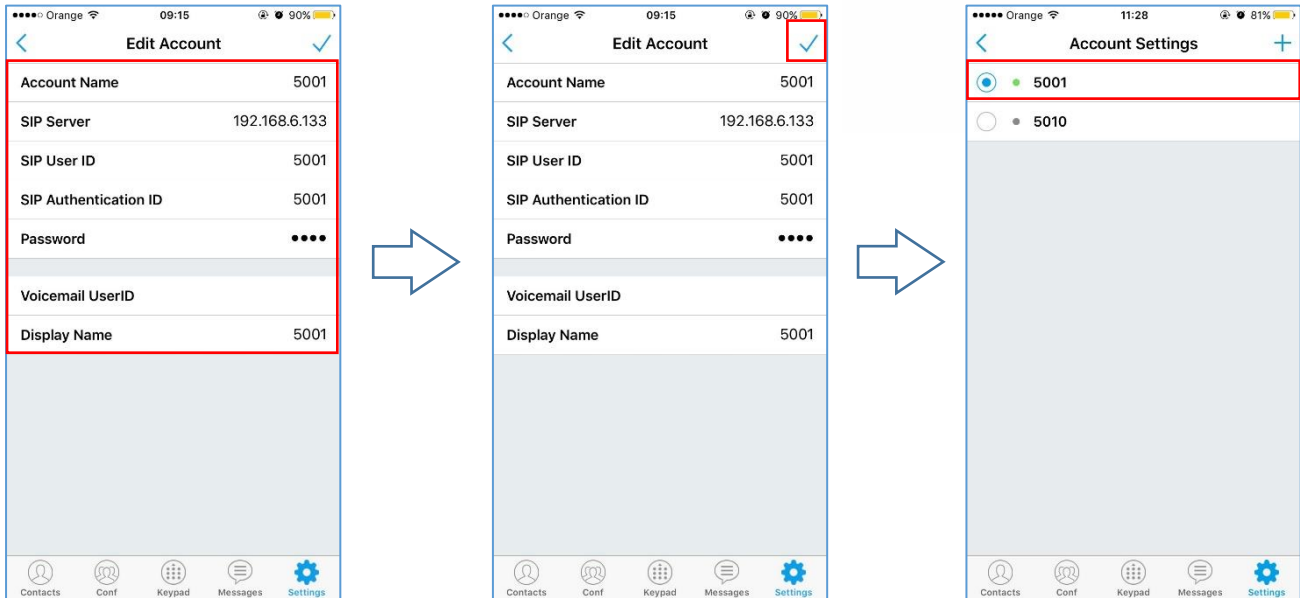 Orange 09:15 90%
Edit Account
Account Name 5001
SIP Server 192.168.6.133
SIP User ID 5001
SIP Authentication ID 5001
Password ●●●●
Voicemail UserID
Display Name 5001
Contacts Conf Keypad Messages Settings
Orange 09:15 90%
Edit Account
Account Name 5001
SIP Server 192.168.6.133
SIP User ID 5001
SIP Authentication ID 5001
Password ●●●●
Voicemail UserID
Display Name 5001
Contacts Conf Keypad Messages Settings
Orange 11:28 81%
Account Settings
5001
5010
Contacts Conf Keypad Messages Settings